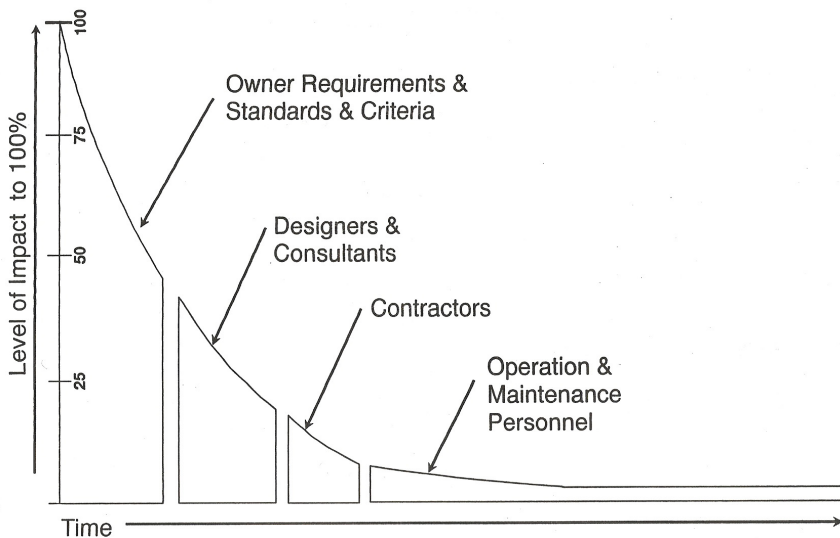 100
Owner Requirements &
Standards & Criteria
75
Level of Impact to 100%
Designers &
Consultants
50
Contractors
Operation &
Maintenance
Personnel
25
Time